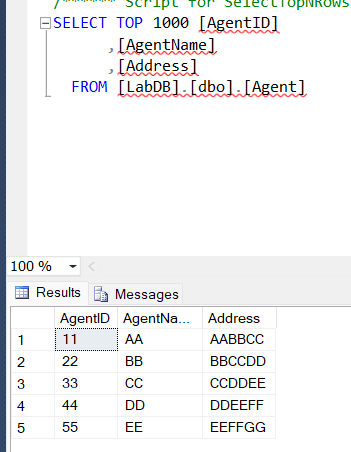 /****** Script for SelectTopNRows
SELECT TOP 1000 [AgentID]
,[AgentName]
,[Address]
FROM [LabDB].[dbo].[Agent]
100 %
Results Messages
AgentID AgentNa... Address
1 11 AA AABBCC
2 22 BB BBCCDD
3 33 CC CCDDEE
4 44 DD DDEEFF
5 55 EE EEFFGG